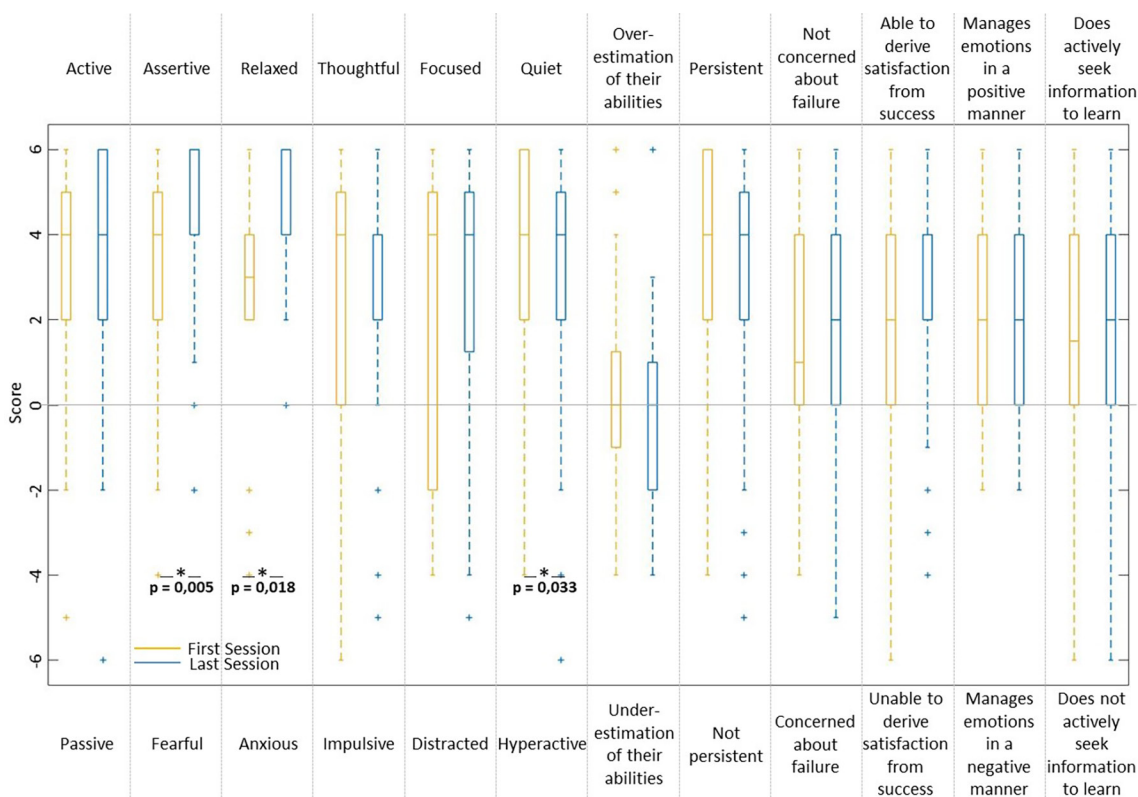 Active
Assertive
Relaxed
Thoughtful
Focused
Quiet
Over-
estimation
of their
abilities
Persistent
Not
concerned
about
failure
Able to
derive
satisfaction
from
success
Manages
emotions
in a
positive
manner
Does
actively
seek
information
to learn
Score
6
4
2
0
-2
-4
-6
* 
p = 0,005
*
p = 0,018
*
p = 0,033
First Session
Last Session
Passive
Fearful
Anxious
Impulsive
Distracted
Hyperactive
Under-
estimation
of their
abilities
Not
persistent
Concerned
about
failure
Unable to
derive
satisfaction
from
success
Manages
emotions
in a
negative
manner
Does not
actively
seek
information
to learn